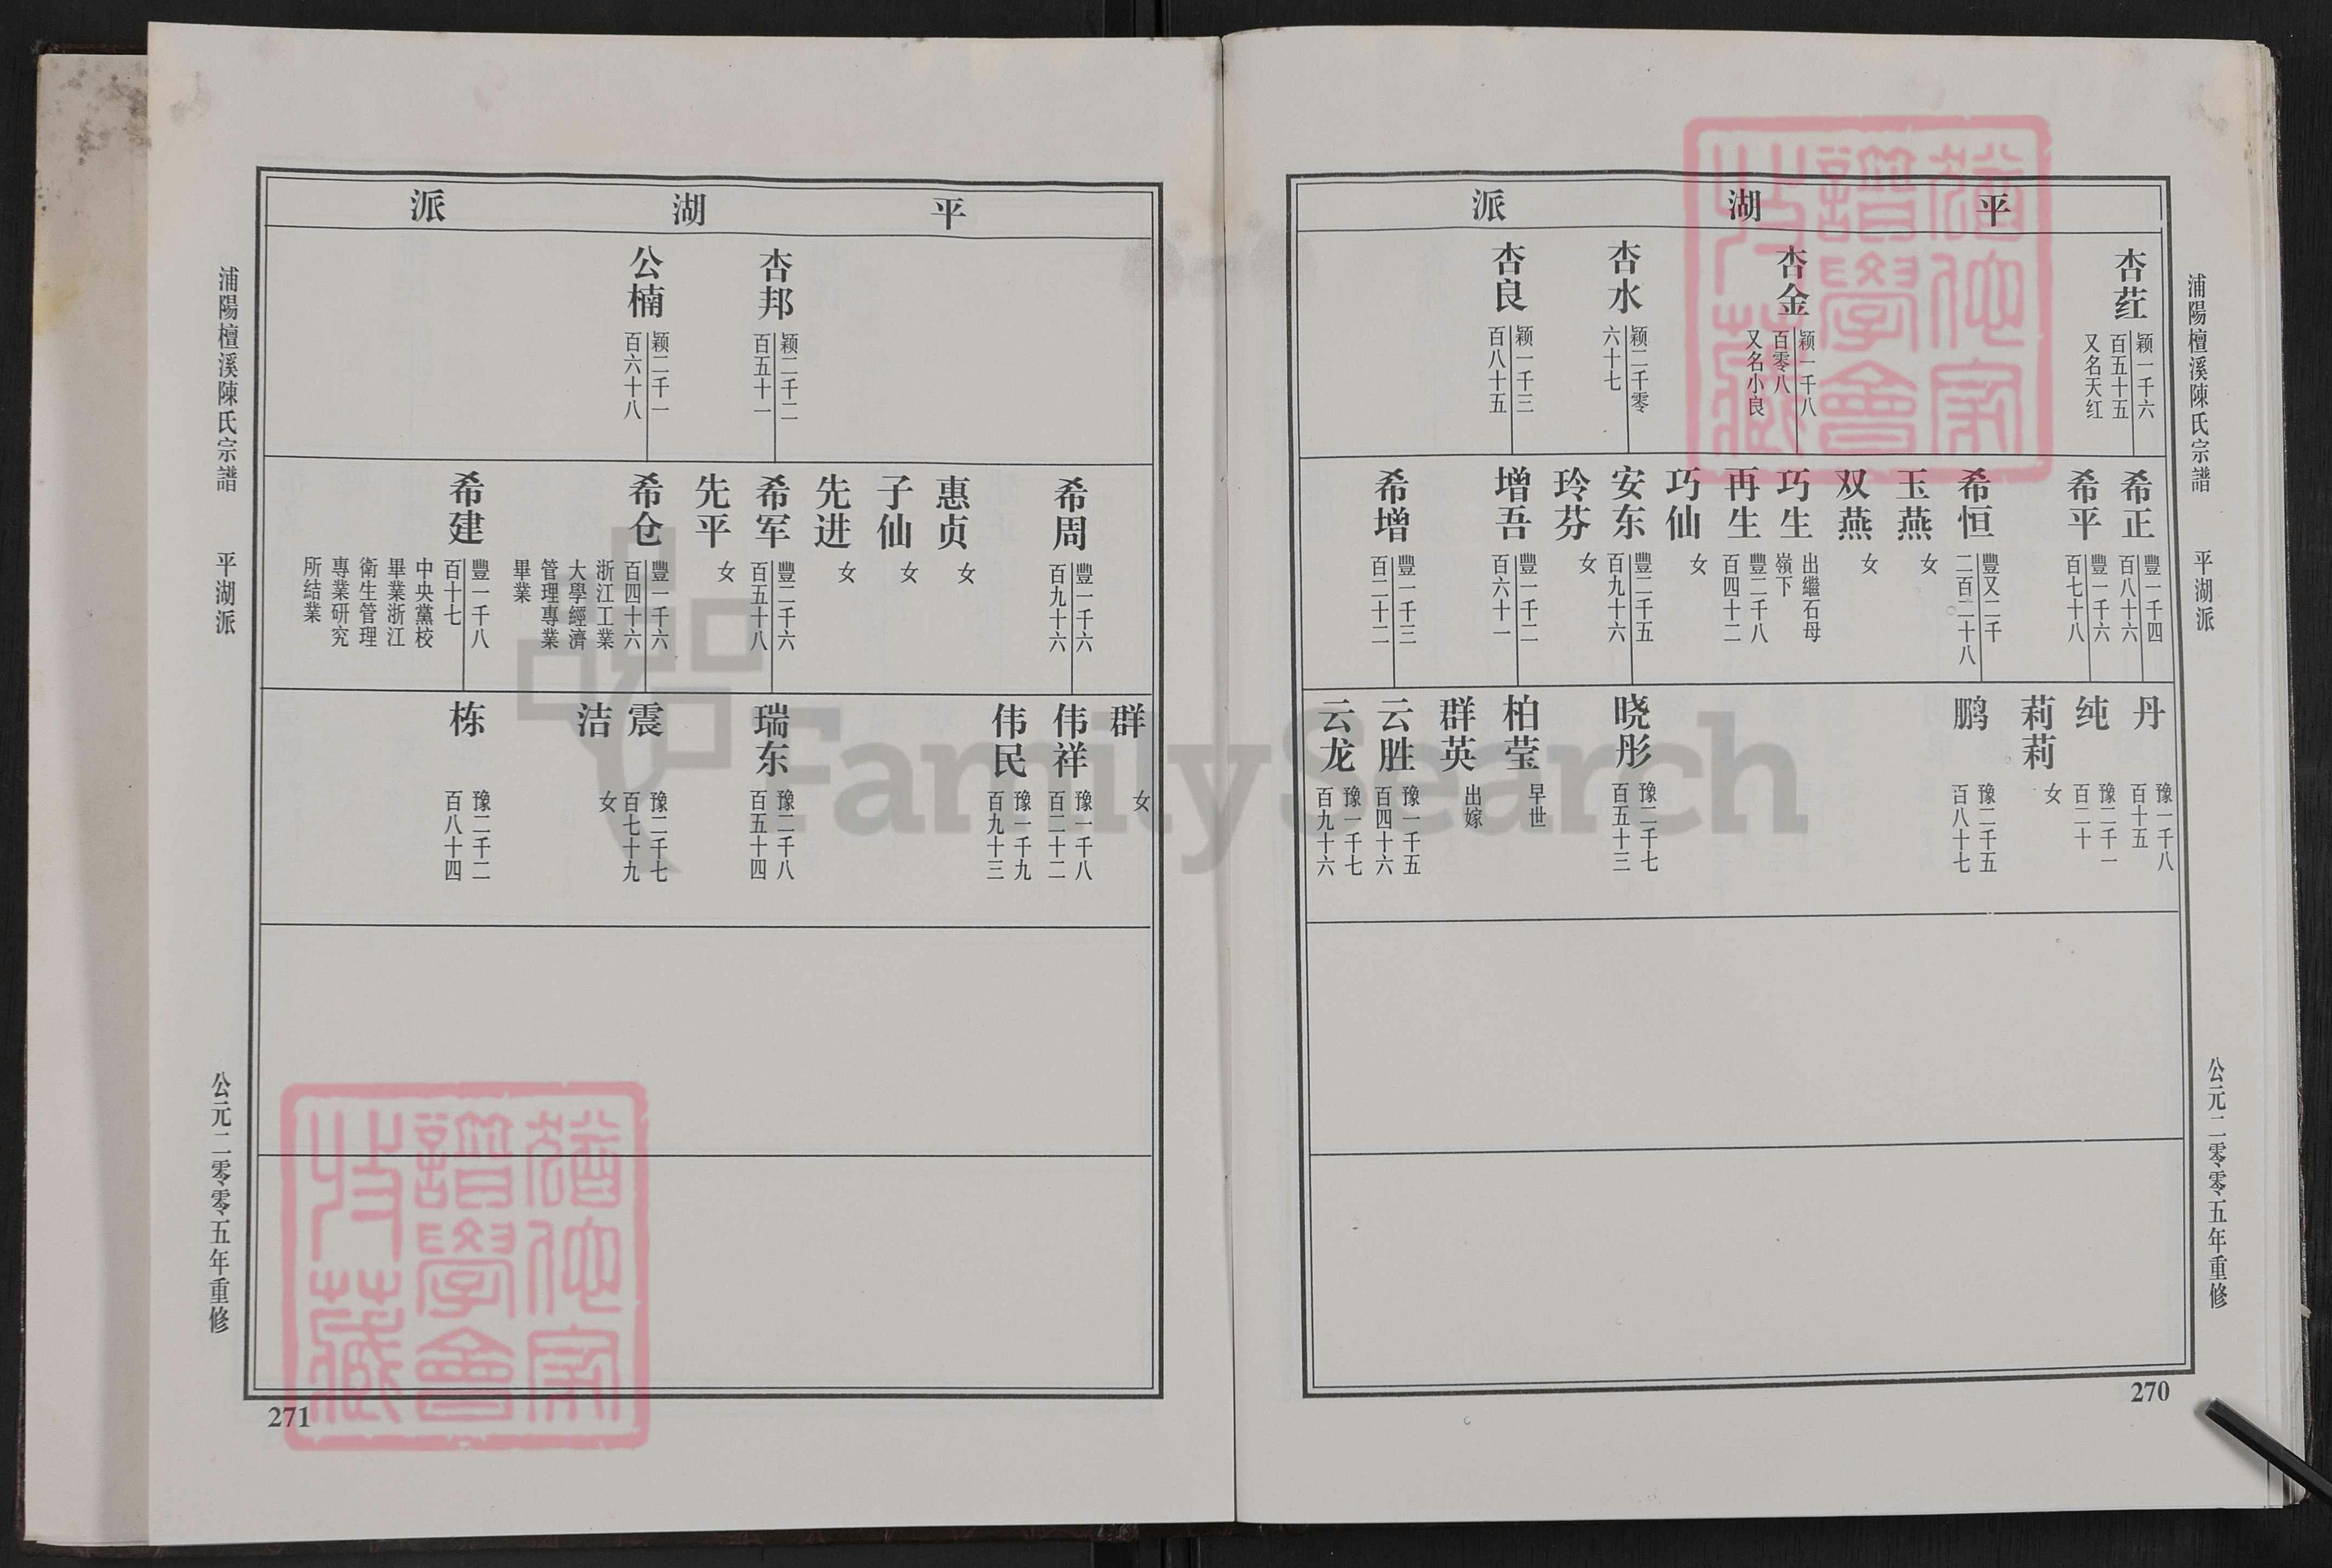 浦陽檀溪陳氏宗譜 平湖派 公元二零零五年重修
270
平湖派
杏荭
颖一千六
百五十五
又名天红
杏金
颖一千八
百零八
又名小良
杏水
颖二千零
六十七
杏良
颖一千三
百八十五
希正
豐一千四
百八十六
希平
豐一千六
百七十八
希恒
豐又二千
二百二十八
玉燕
女
双燕
女
巧生
出繼石母
嶺下
再生
豐二千八
百四十二
巧仙
女
安东
豐二千五
百九十六
玲芬
女
增吾
豐一千二
百六十一
希增
豐一千三
百二十二
丹
豫一千八
百十五
纯
豫二千一
百二十
莉莉
女
鹏
豫二千五
百八十七
晓彤
豫二千七
百五十三
柏莹
早世
群英
出嫁
云胜
豫一千五
百四十六
云龙
豫一千七
百九十六
平湖派
杏邦
颖二千二
百五十一
公楠
颖二千一
百六十八
希周
豐一千六
百九十六
惠贞
女
子仙
女
先进
女
希军
豐二千六
百五十八
先平
女
希仓
豐一千六
百四十六
浙江工業
大學經濟
管理專業
畢業
希建
豐一千八
百十七
中央黨校
畢業浙江
衛生管理
專業研究
所結業
群
女
伟祥
豫一千八
百二十二
伟民
豫一千九
百九十三
瑞东
豫二千八
百五十四
震
豫二千七
百七十九
洁
女
栋
豫二千二
百八十四
浦陽檀溪陳氏宗譜 平湖派 公元二零零五年重修
271
FamilySearch